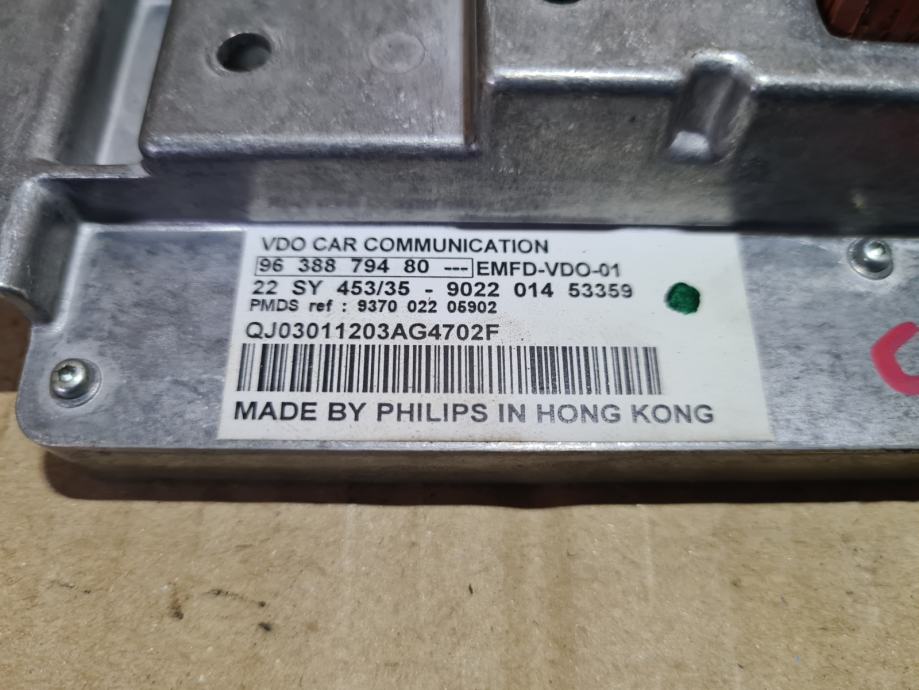 VDO CAR COMMUNICATION
96 388 794 80 --- EMFD-VDO-01
22 SY 453/35 - 9022 014 53359
PMDS ref : 9370 022 05902
QJ03011203AG4702F
MADE BY PHILIPS IN HONG KONG